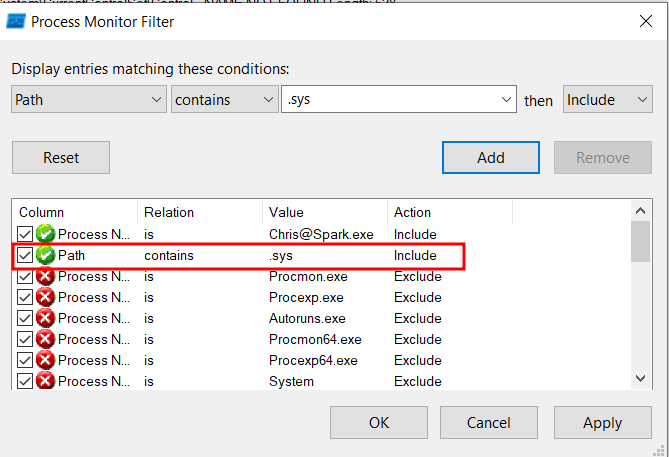 Process Monitor Filter
Display entries matching these conditions:
Path contains .sys then Include
Reset Add Remove
Column Relation Value Action
Process N... is Chris@Spark.exe Include
Path contains .sys Include
Process N... is Procmon.exe Exclude
Process N... is Procexp.exe Exclude
Process N... is Autoruns.exe Exclude
Process N... is Procmon64.exe Exclude
Process N... is Procexp64.exe Exclude
Process N... is System Exclude
OK Cancel Apply